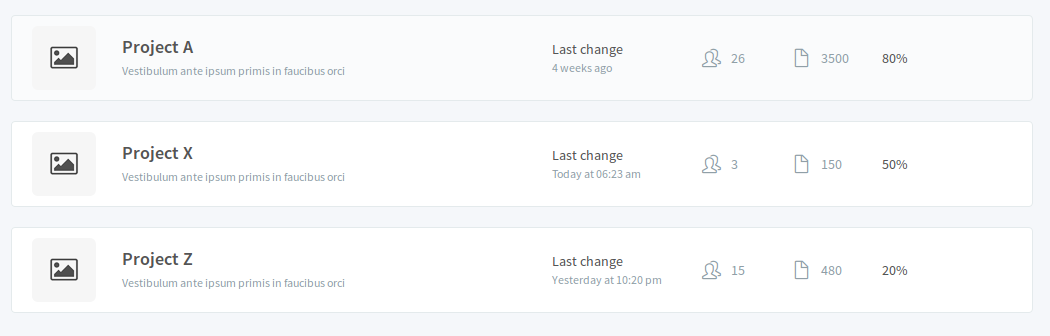 Project A
Vestibulum ante ipsum primis in faucibus orci
Last change
4 weeks ago
26
3500
80%
Project X
Vestibulum ante ipsum primis in faucibus orci
Last change
Today at 06:23 am
3
150
50%
Project Z
Vestibulum ante ipsum primis in faucibus orci
Last change
Yesterday at 10:20 pm
15
480
20%